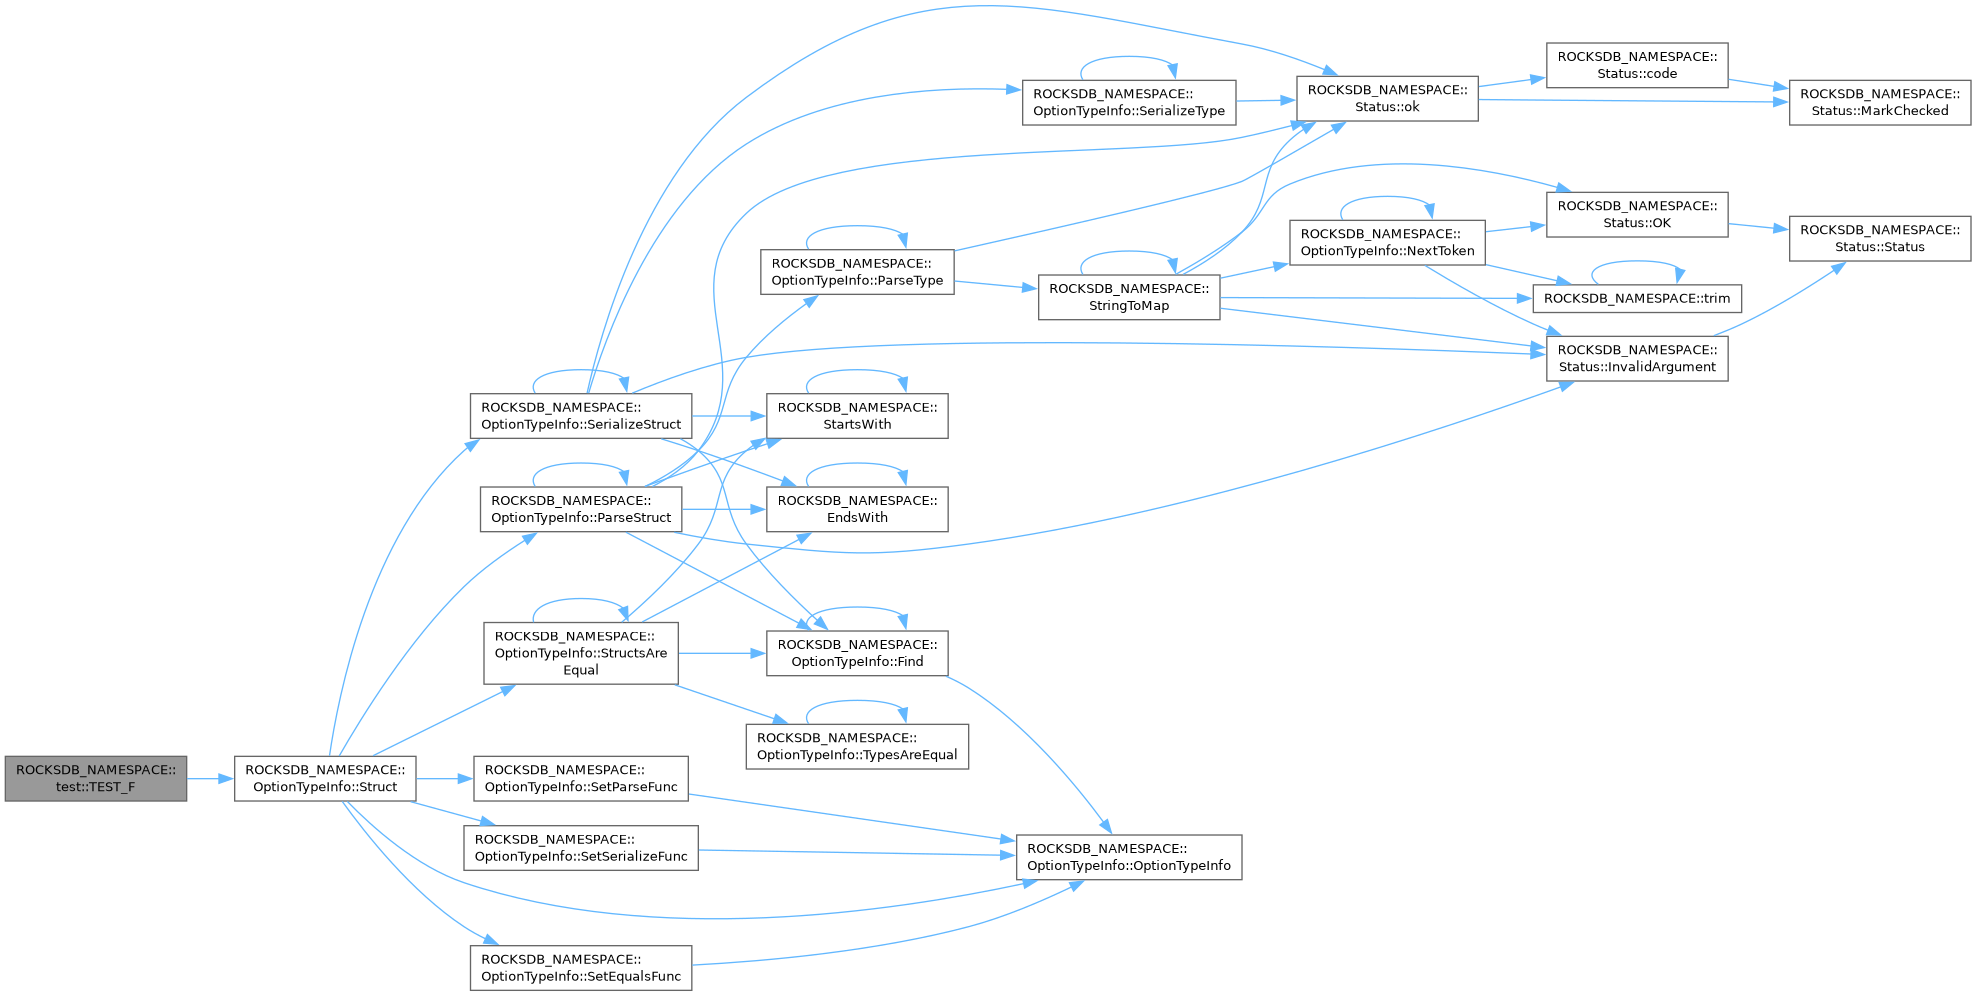 ROCKSDB_NAMESPACE::
test::TEST_F
ROCKSDB_NAMESPACE::
OptionTypeInfo::Struct
ROCKSDB_NAMESPACE::
OptionTypeInfo::SerializeStruct
ROCKSDB_NAMESPACE::
OptionTypeInfo::ParseStruct
ROCKSDB_NAMESPACE::
OptionTypeInfo::StructsAre
Equal
ROCKSDB_NAMESPACE::
OptionTypeInfo::SetParseFunc
ROCKSDB_NAMESPACE::
OptionTypeInfo::SetSerializeFunc
ROCKSDB_NAMESPACE::
OptionTypeInfo::SetEqualsFunc
ROCKSDB_NAMESPACE::
OptionTypeInfo::ParseType
ROCKSDB_NAMESPACE::
StartsWith
ROCKSDB_NAMESPACE::
EndsWith
ROCKSDB_NAMESPACE::
OptionTypeInfo::Find
ROCKSDB_NAMESPACE::
OptionTypeInfo::TypesAreEqual
ROCKSDB_NAMESPACE::
OptionTypeInfo::SerializeType
ROCKSDB_NAMESPACE::
StringToMap
ROCKSDB_NAMESPACE::
OptionTypeInfo::OptionTypeInfo
ROCKSDB_NAMESPACE::
Status::ok
ROCKSDB_NAMESPACE::
OptionTypeInfo::NextToken
ROCKSDB_NAMESPACE::
Status::code
ROCKSDB_NAMESPACE::
Status::OK
ROCKSDB_NAMESPACE::trim
ROCKSDB_NAMESPACE::
Status::InvalidArgument
ROCKSDB_NAMESPACE::
Status::MarkChecked
ROCKSDB_NAMESPACE::
Status::Status